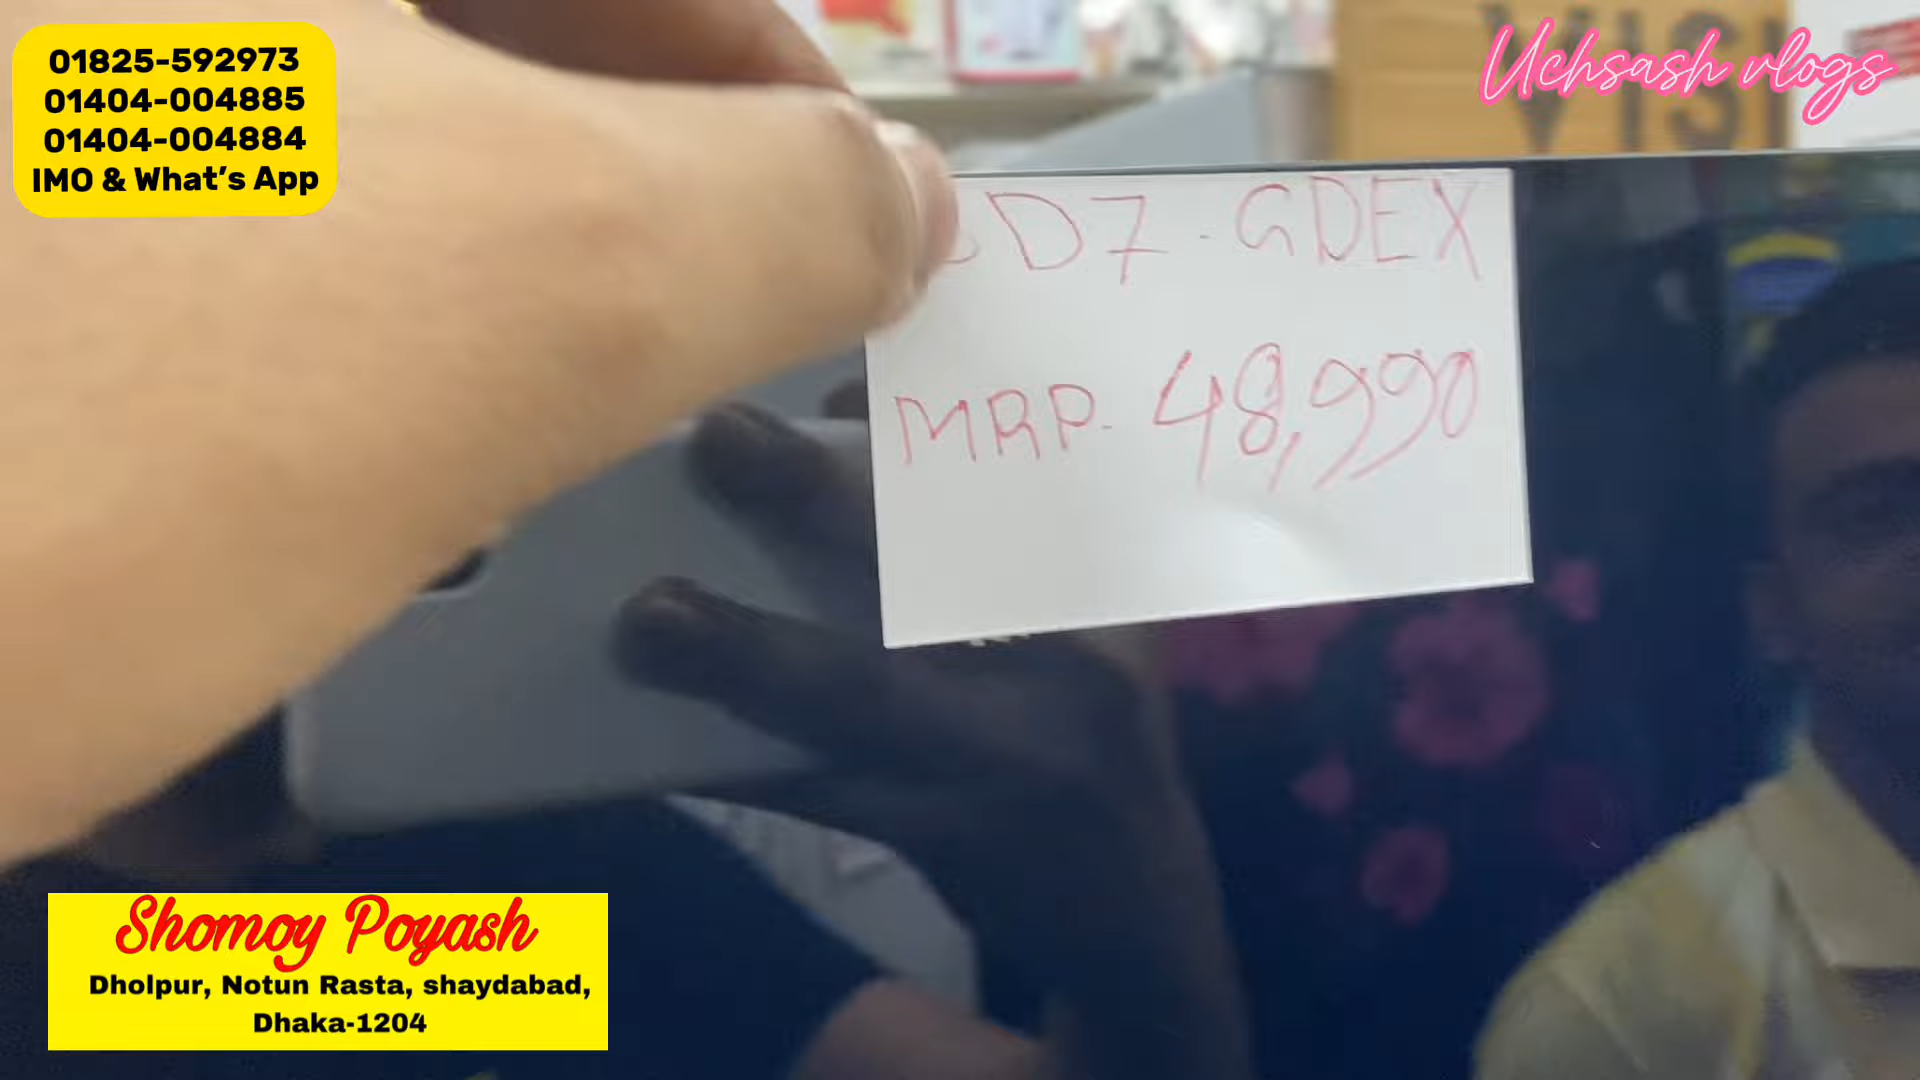 01825-592973
01404-004885
01404-004884
IMO & What's App
Uchsash vlogs
VISI
D7-GDEX
MRP. 48,990
Shomoy Poyash
Dholpur, Notun Rasta, shaydabad,
Dhaka-1204